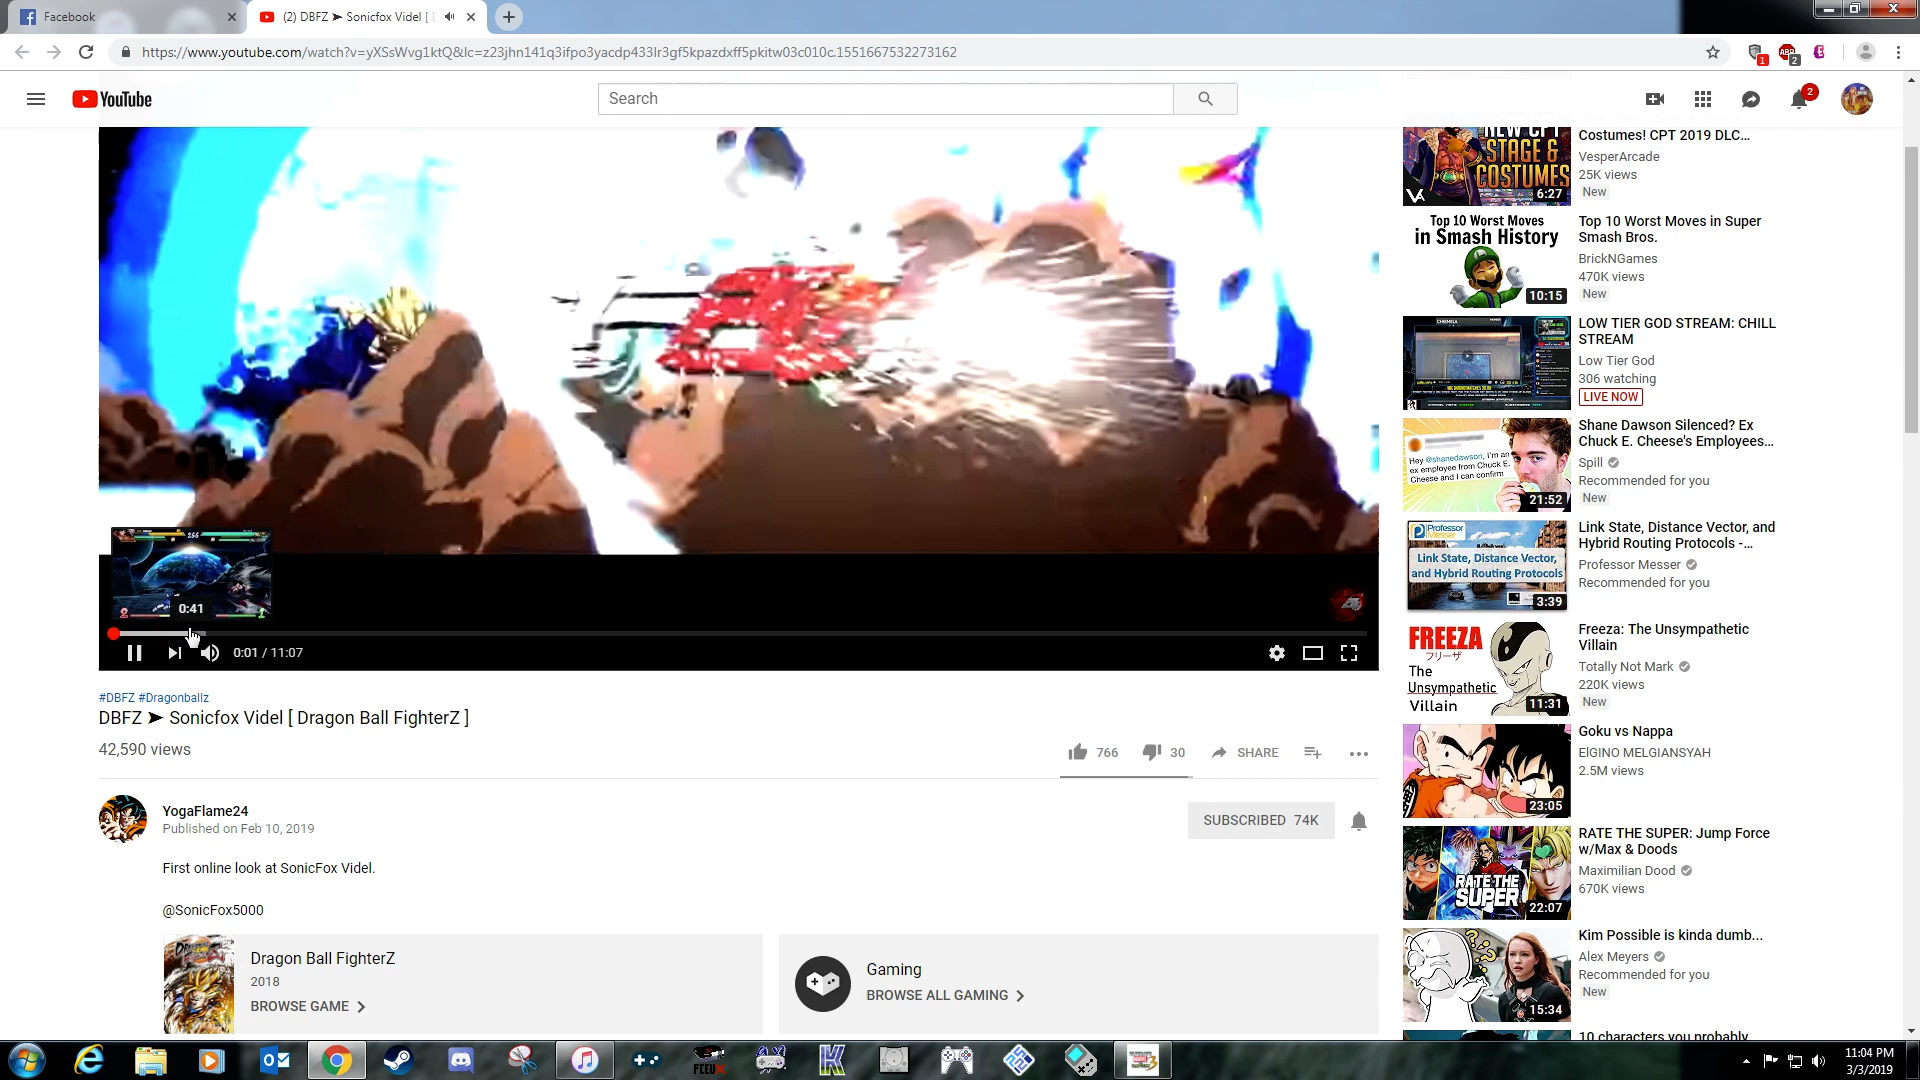 Facebook
(2) DBFZ ➤ Sonicfox Videl [
https://www.youtube.com/watch?v=yXSsWvg1ktQ&lc=z23jhn141q3ifpo3yacdp433lr3gf5kpazdxff5pkitw03c010c.1551667532273162
1
ABP
2
YouTube
Search
2
NEW CPT
STAGE &
COSTUMES
6:27
Costumes! CPT 2019 DLC...
VesperArcade
25K views
New
Top 10 Worst Moves
in Smash History
10:15
Top 10 Worst Moves in Super
Smash Bros.
BrickNGames
470K views
New
LOW TIER GOD STREAM: CHILL
STREAM
Low Tier God
306 watching
LIVE NOW
Hey @shanedawson, I'm an
ex employee from Chuck E.
Cheese and I can confirm
21:52
Shane Dawson Silenced? Ex
Chuck E. Cheese's Employees...
Spill
Recommended for you
New
Professor
Messer
Link State, Distance Vector,
and Hybrid Routing Protocols
3:39
Link State, Distance Vector, and
Hybrid Routing Protocols -...
Professor Messer
Recommended for you
FREEZA
フリーザ
The
Unsympathetic
Villain
11:31
Freeza: The Unsympathetic
Villain
Totally Not Mark
220K views
New
23:05
Goku vs Nappa
ElGINO MELGIANSYAH
2.5M views
RATE THE
SUPER
22:07
RATE THE SUPER: Jump Force
w/Max & Doods
Maximilian Dood
670K views
15:34
Kim Possible is kinda dumb...
Alex Meyers
Recommended for you
New
10 characters you probably
0:41
0:01 / 11:07
#DBFZ #Dragonballz
DBFZ ➤ Sonicfox Videl [ Dragon Ball FighterZ ]
42,590 views
766
30
SHARE
YogaFlame24
Published on Feb 10, 2019
SUBSCRIBED 74K
First online look at SonicFox Videl.
@SonicFox5000
Dragon Ball FighterZ
2018
BROWSE GAME
Gaming
BROWSE ALL GAMING
FCEUX
11:04 PM
3/3/2019